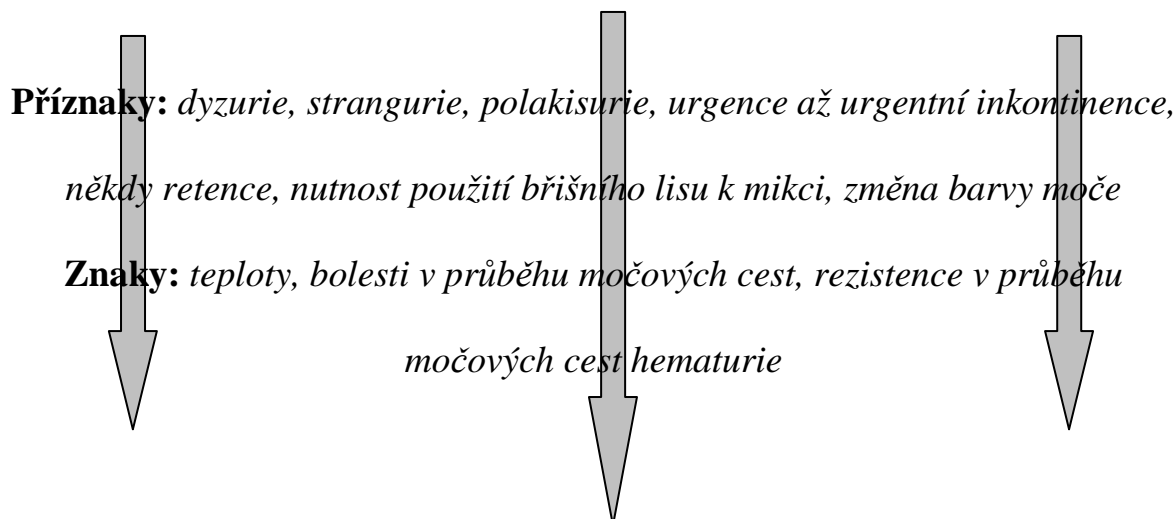 Příznaky: dyzurie, strangurie, polakisurie, urgence až urgentní inkontinence,
někdy retence, nutnost použití břišního lisu k mikci, změna barvy moče
Znaky: teploty, bolesti v průběhu močových cest, rezistence v průběhu
močových cest hematurie